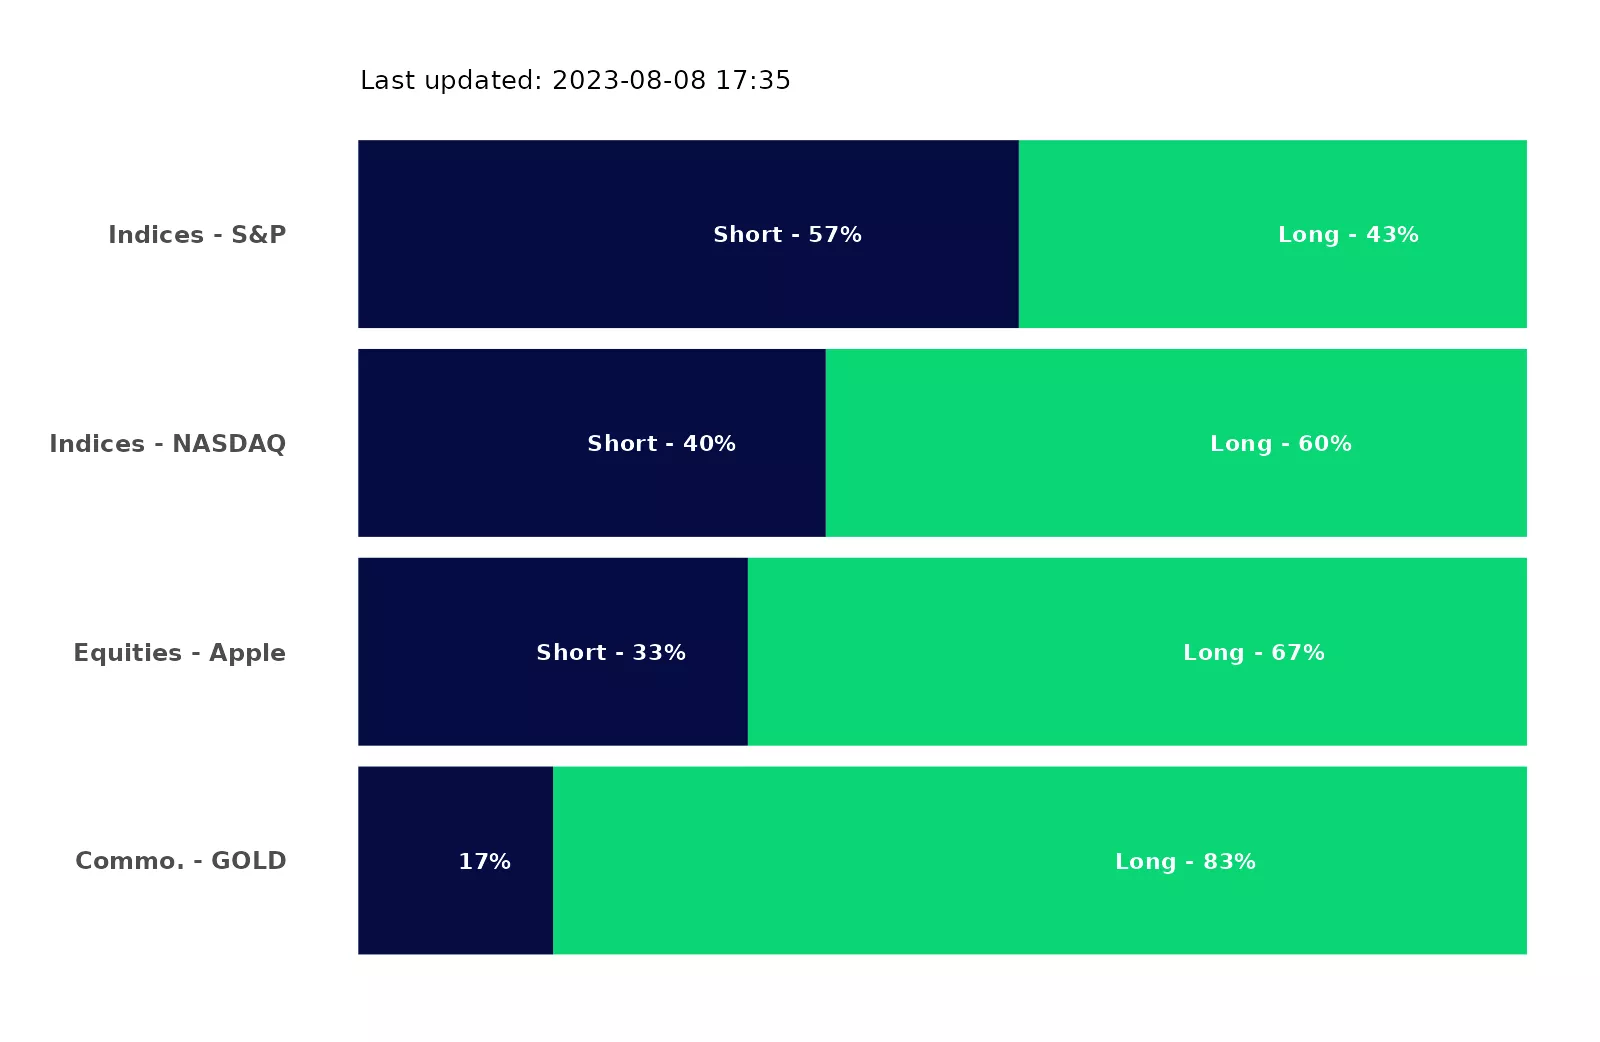 Last updated: 2023-08-08 17:35
Indices - S&P Short - 57% Long - 43%
Indices - NASDAQ Short - 40% Long - 60%
Equities - Apple Short - 33% Long - 67%
Commo. - GOLD 17% Long - 83%